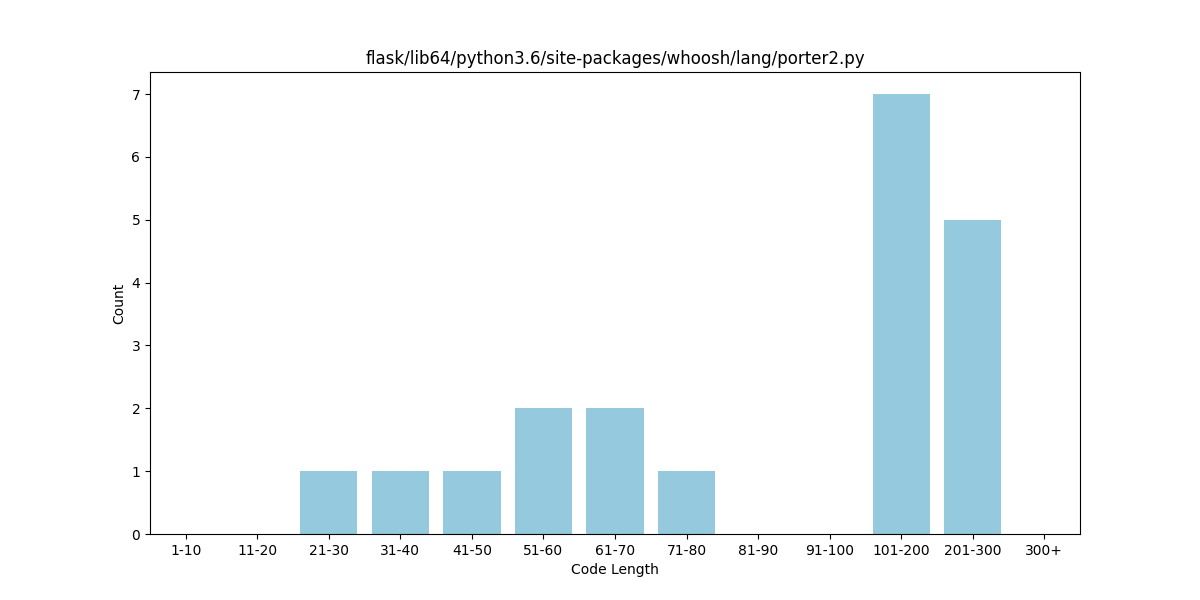 flask/lib64/python3.6/site-packages/whoosh/lang/porter2.py
7
6
5
4
3
2
1
0
Count
1-10 11-20 21-30 31-40 41-50 51-60 61-70 71-80 81-90 91-100 101-200 201-300 300+
Code Length